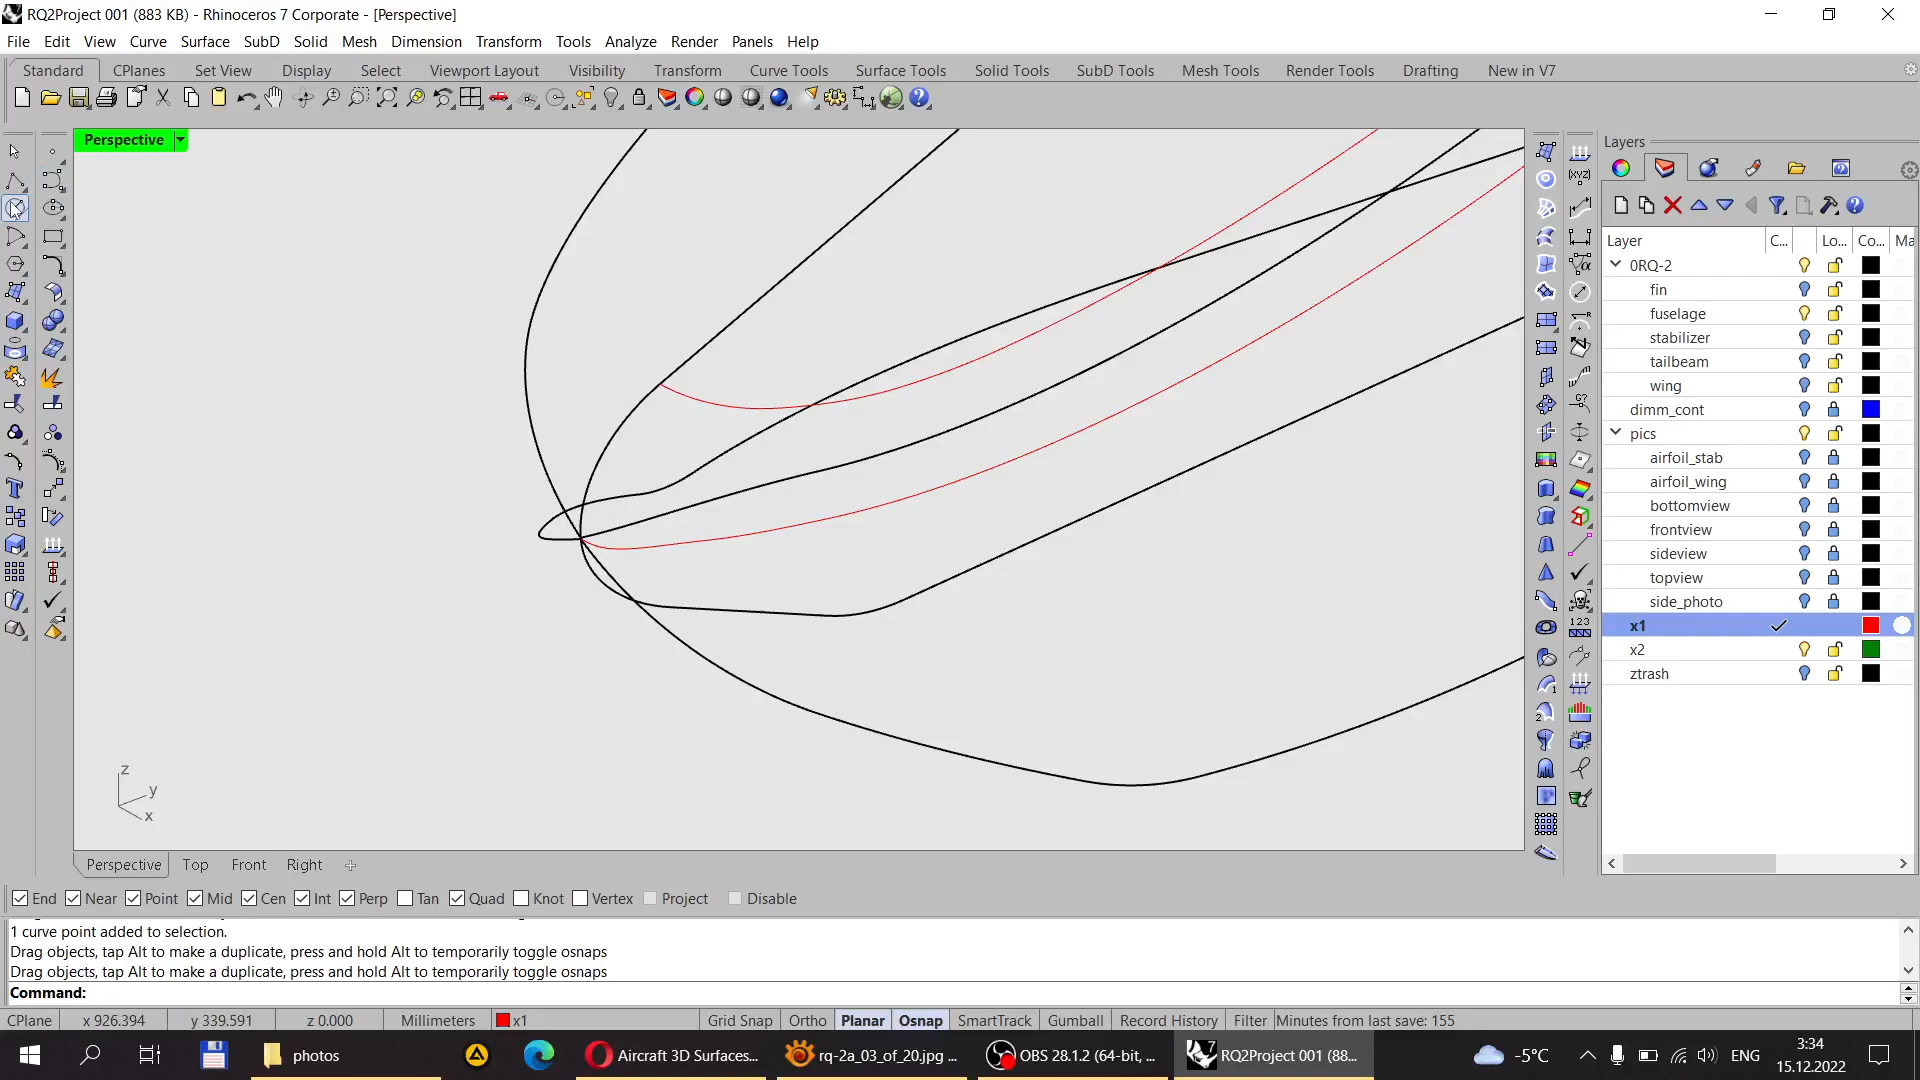 RQ2Project 001 (883 KB) - Rhinoceros 7 Corporate - [Perspective]
File Edit View Curve Surface SubD Solid Mesh Dimension Transform Tools Analyze Render Panels Help
Standard CPlanes Set View Display Select Viewport Layout Visibility Transform Curve Tools Surface Tools Solid Tools SubD Tools Mesh Tools Render Tools Drafting New in V7
Perspective
Layers
Layer C... Lo... Co... Ma
0RQ-2
fin
fuselage
stabilizer
tailbeam
wing
dimm_cont
pics
airfoil_stab
airfoil_wing
bottomview
frontview
sideview
topview
side_photo
x1
x2
ztrash
z
y
x
Perspective Top Front Right
End Near Point Mid Cen Int Perp Tan Quad Knot Vertex Project Disable
1 curve point added to selection.
Drag objects, tap Alt to make a duplicate, press and hold Alt to temporarily toggle osnaps
Drag objects, tap Alt to make a duplicate, press and hold Alt to temporarily toggle osnaps
Command:
CPlane x 926.394 y 339.591 z 0.000 Millimeters x1 Grid Snap Ortho Planar Osnap SmartTrack Gumball Record History Filter Minutes from last save: 155
photos Aircraft 3D Surfaces... rq-2a_03_of_20.jpg ... OBS 28.1.2 (64-bit, ... RQ2Project 001 (88... -5°C ENG 3:34
15.12.2022